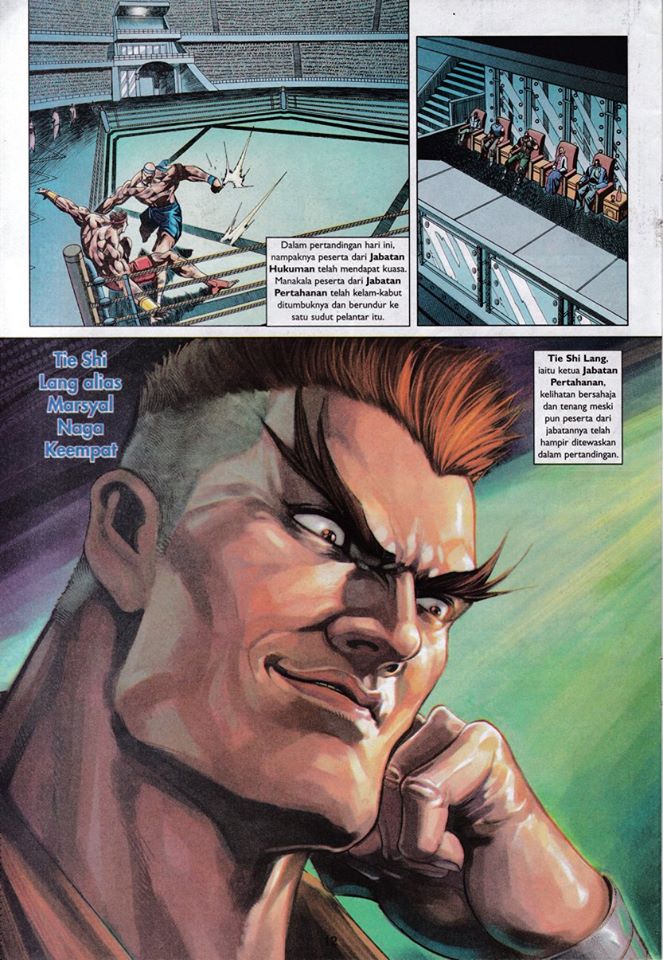 Dalam pertandingan hari ini,
nampaknya peserta dari Jabatan
Hukuman telah mendapat kuasa.
Manakala peserta dari Jabatan
Pertahanan telah kelam-kabut
ditumbuknya dan berundur ke
satu sudut pelantar itu.
Tie Shi
Lang alias
Marsyal
Naga
Keempat
Tie Shi Lang,
iaitu ketua Jabatan
Pertahanan,
kelihatan bersahaja
dan tenang meski
pun peserta dari
jabatannya telah
hampir ditewaskan
dalam pertandingan.
12